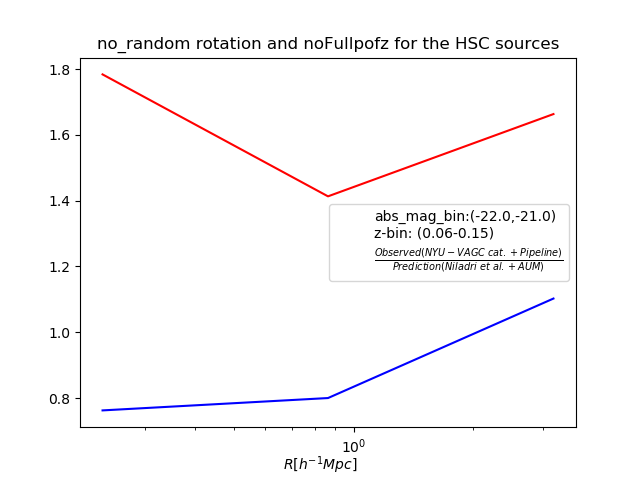 no_random rotation and noFullpofz for the HSC sources
1.8
1.6
1.4
1.2
1.0
0.8
abs_mag_bin:(-22.0,-21.0)
z-bin: (0.06-0.15)
Observed(NYU−VAGC cat.+Pipeline)
Prediction(Niladri et al.+AUM)
10⁰
R[h⁻¹Mpc]